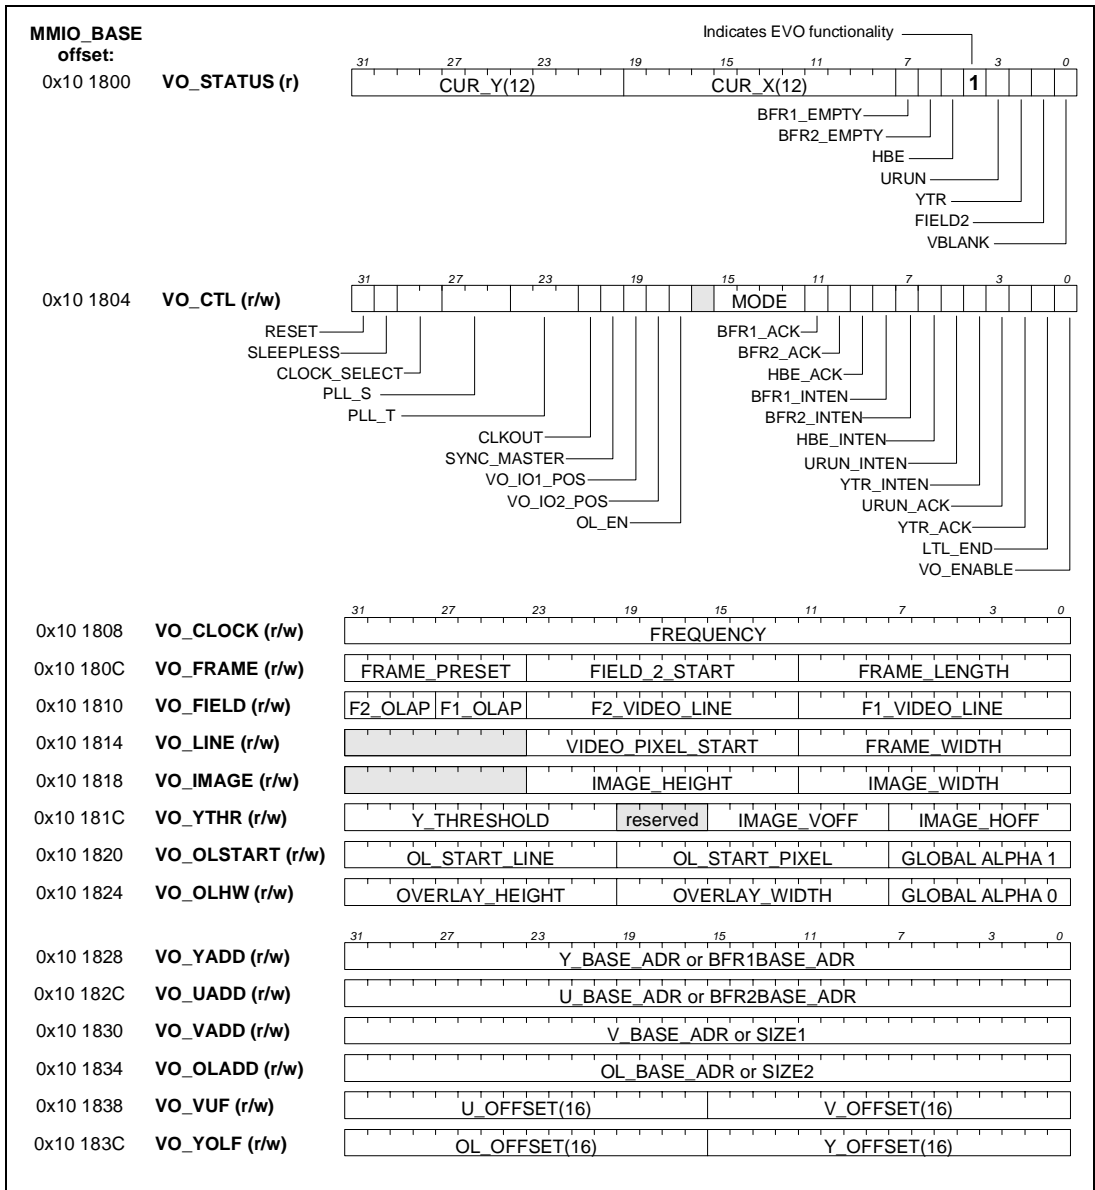 MMIO_BASE
offset:
Indicates EVO functionality
31 27 23 19 15 11 7 3 0
0x10 1800 VO_STATUS (r) CUR_Y(12) CUR_X(12) 1
BFR1_EMPTY
BFR2_EMPTY
HBE
URUN
YTR
FIELD2
VBLANK
31 27 23 19 15 11 7 3 0
0x10 1804 VO_CTL (r/w) MODE
RESET BFR1_ACK
SLEEPLESS BFR2_ACK
CLOCK_SELECT HBE_ACK
PLL_S BFR1_INTEN
PLL_T BFR2_INTEN
CLKOUT HBE_INTEN
SYNC_MASTER URUN_INTEN
VO_IO1_POS YTR_INTEN
VO_IO2_POS URUN_ACK
OL_EN YTR_ACK
LTL_END
VO_ENABLE
31 27 23 19 15 11 7 3 0
0x10 1808 VO_CLOCK (r/w) FREQUENCY
0x10 180C VO_FRAME (r/w) FRAME_PRESET FIELD_2_START FRAME_LENGTH
0x10 1810 VO_FIELD (r/w) F2_OLAP F1_OLAP F2_VIDEO_LINE F1_VIDEO_LINE
0x10 1814 VO_LINE (r/w) VIDEO_PIXEL_START FRAME_WIDTH
0x10 1818 VO_IMAGE (r/w) IMAGE_HEIGHT IMAGE_WIDTH
0x10 181C VO_YTHR (r/w) Y_THRESHOLD reserved IMAGE_VOFF IMAGE_HOFF
0x10 1820 VO_OLSTART (r/w) OL_START_LINE OL_START_PIXEL GLOBAL ALPHA 1
0x10 1824 VO_OLHW (r/w) OVERLAY_HEIGHT OVERLAY_WIDTH GLOBAL ALPHA 0
31 27 23 19 15 11 7 3 0
0x10 1828 VO_YADD (r/w) Y_BASE_ADR or BFR1BASE_ADR
0x10 182C VO_UADD (r/w) U_BASE_ADR or BFR2BASE_ADR
0x10 1830 VO_VADD (r/w) V_BASE_ADR or SIZE1
0x10 1834 VO_OLADD (r/w) OL_BASE_ADR or SIZE2
0x10 1838 VO_VUF (r/w) U_OFFSET(16) V_OFFSET(16)
0x10 183C VO_YOLF (r/w) OL_OFFSET(16) Y_OFFSET(16)